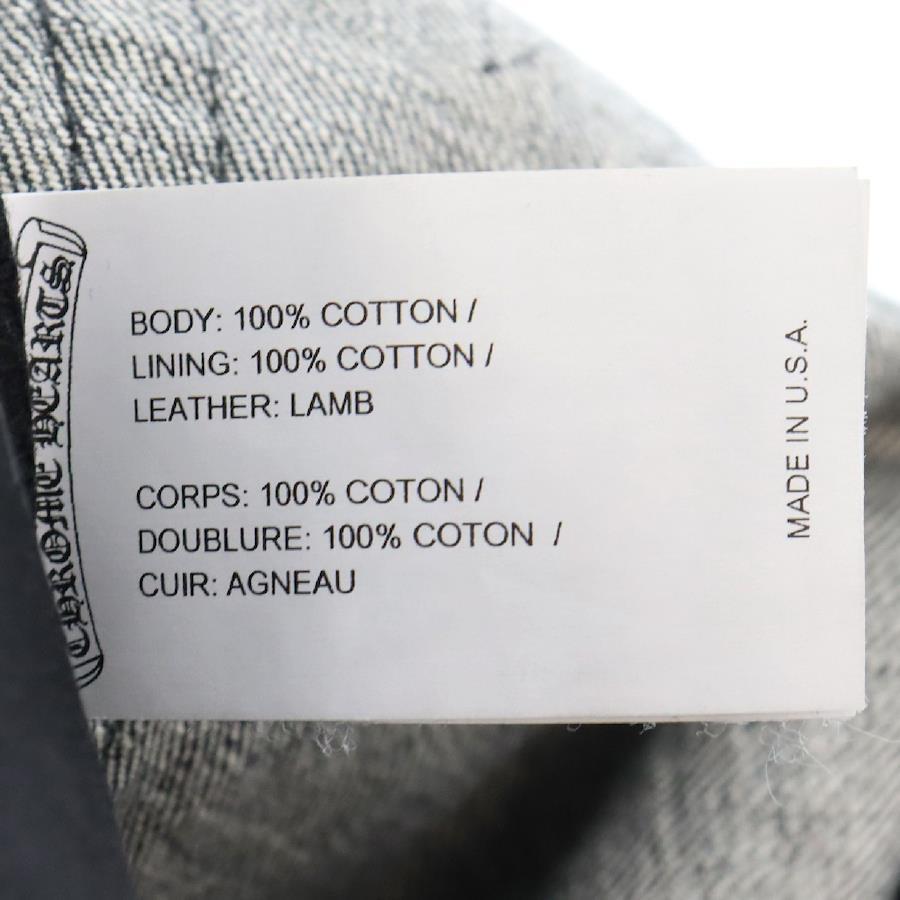 CHROME HEARTS
BODY: 100% COTTON /
LINING: 100% COTTON /
LEATHER: LAMB
CORPS: 100% COTON /
DOUBLURE: 100% COTON /
CUIR: AGNEAU
MADE IN U.S.A.